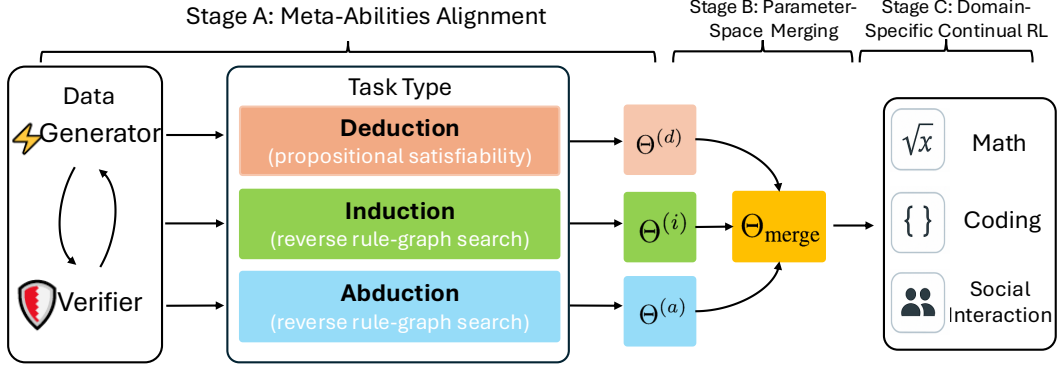 Stage A: Meta-Abilities Alignment
Stage B: Parameter-
Space Merging
Stage C: Domain-
Specific Continual RL
Data
Generator
Verifier
Task Type
Deduction
(propositional satisfiability)
Induction
(reverse rule-graph search)
Abduction
(reverse rule-graph search)
Θ^(d)
Θ^(i)
Θ^(a)
Θ_merge
√x
Math
{ }
Coding
Social
Interaction